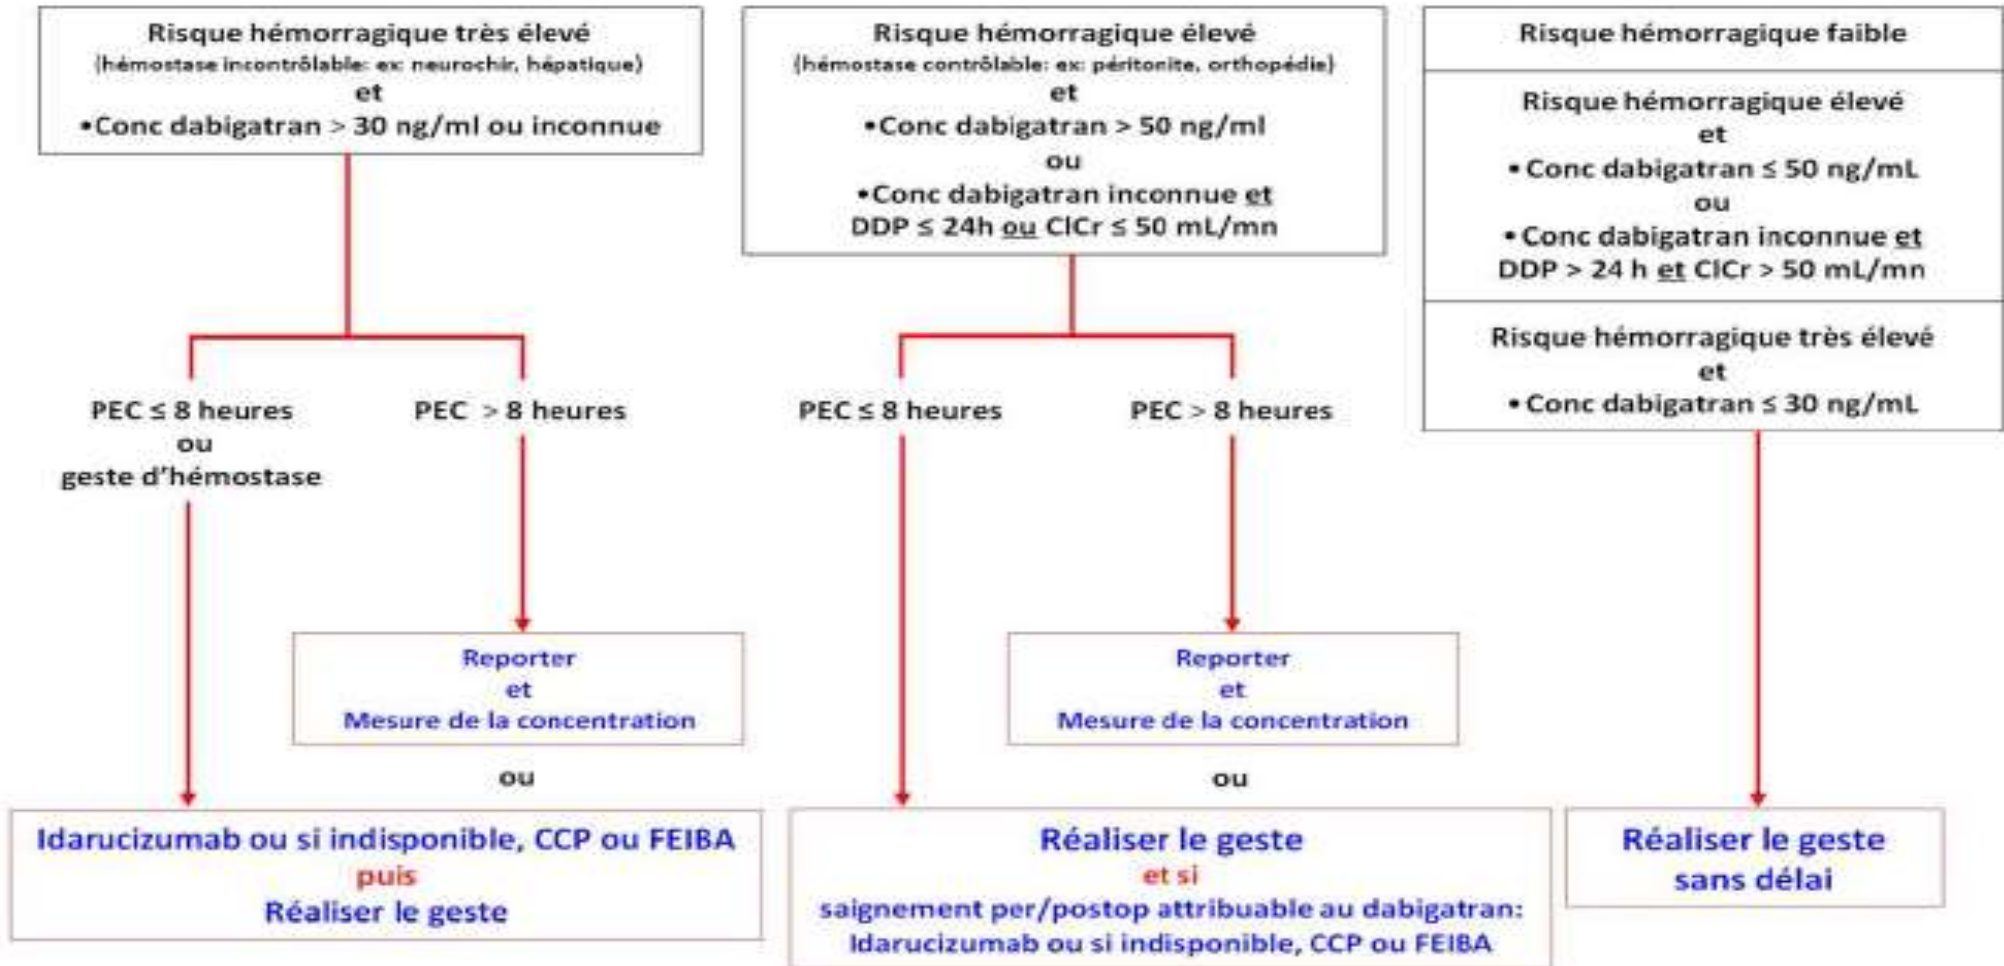 Risque hémorragique très élevé
(hémostase incontrôlable: ex: neurochir, hépatique)
et
•Conc dabigatran > 30 ng/ml ou inconnue
PEC ≤ 8 heures
ou
geste d'hémostase
PEC > 8 heures
Reporter
et
Mesure de la concentration
ou
Idarucizumab ou si indisponible, CCP ou FEIBA
puis
Réaliser le geste
Risque hémorragique élevé
(hémostase contrôlable: ex: péritonite, orthopédie)
et
•Conc dabigatran > 50 ng/ml
ou
•Conc dabigatran inconnue et
DDP ≤ 24h ou ClCr ≤ 50 mL/mn
PEC ≤ 8 heures
PEC > 8 heures
Reporter
et
Mesure de la concentration
ou
Réaliser le geste
et si
saignement per/postop attribuable au dabigatran:
Idarucizumab ou si indisponible, CCP ou FEIBA
Risque hémorragique faible
Risque hémorragique élevé
et
•Conc dabigatran ≤ 50 ng/mL
ou
•Conc dabigatran inconnue et
DDP > 24 h et ClCr > 50 mL/mn
Risque hémorragique très élevé
et
•Conc dabigatran ≤ 30 ng/mL
Réaliser le geste
sans délai